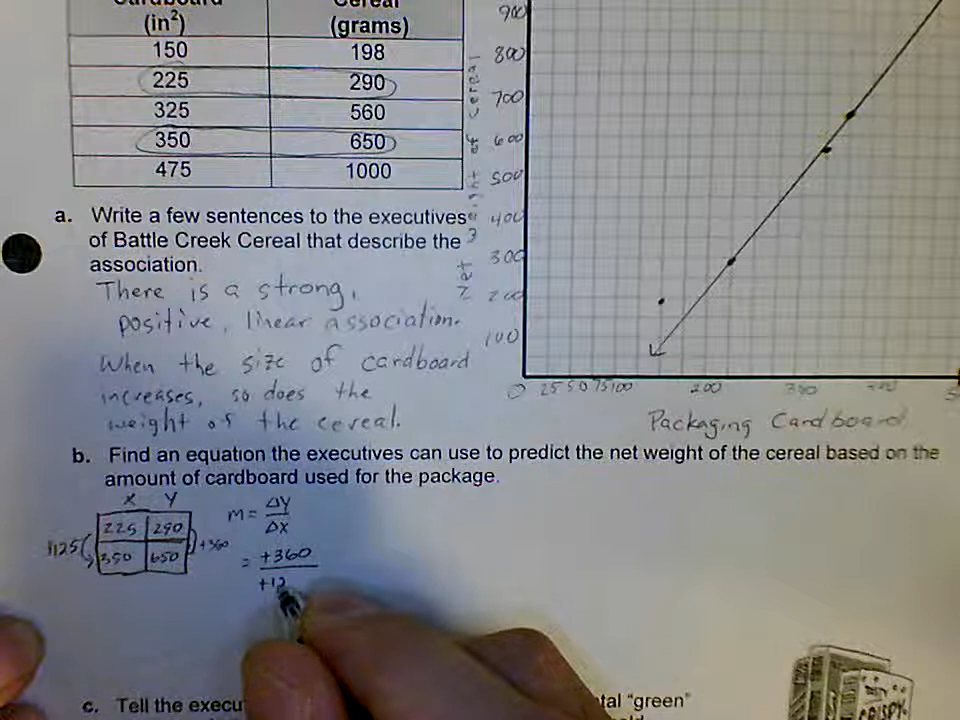 Cardboard Cereal
(in²) (grams)
150 198
225 290
325 560
350 650
475 1000
900
800
700
600
500
400
300
200
100
0 25 50 75 100 200 300
Packaging Cardboard
a. Write a few sentences to the executives
of Battle Creek Cereal that describe the
association.
There is a strong,
positive, linear association.
When the size of cardboard
increases, so does the
weight of the cereal.
b. Find an equation the executives can use to predict the net weight of the cereal based on the
amount of cardboard used for the package.
X Y
225 290
350 650
+125
+360
m = ΔY
ΔX
= +360
+12
c. Tell the execu
tal "green"
CRISPY